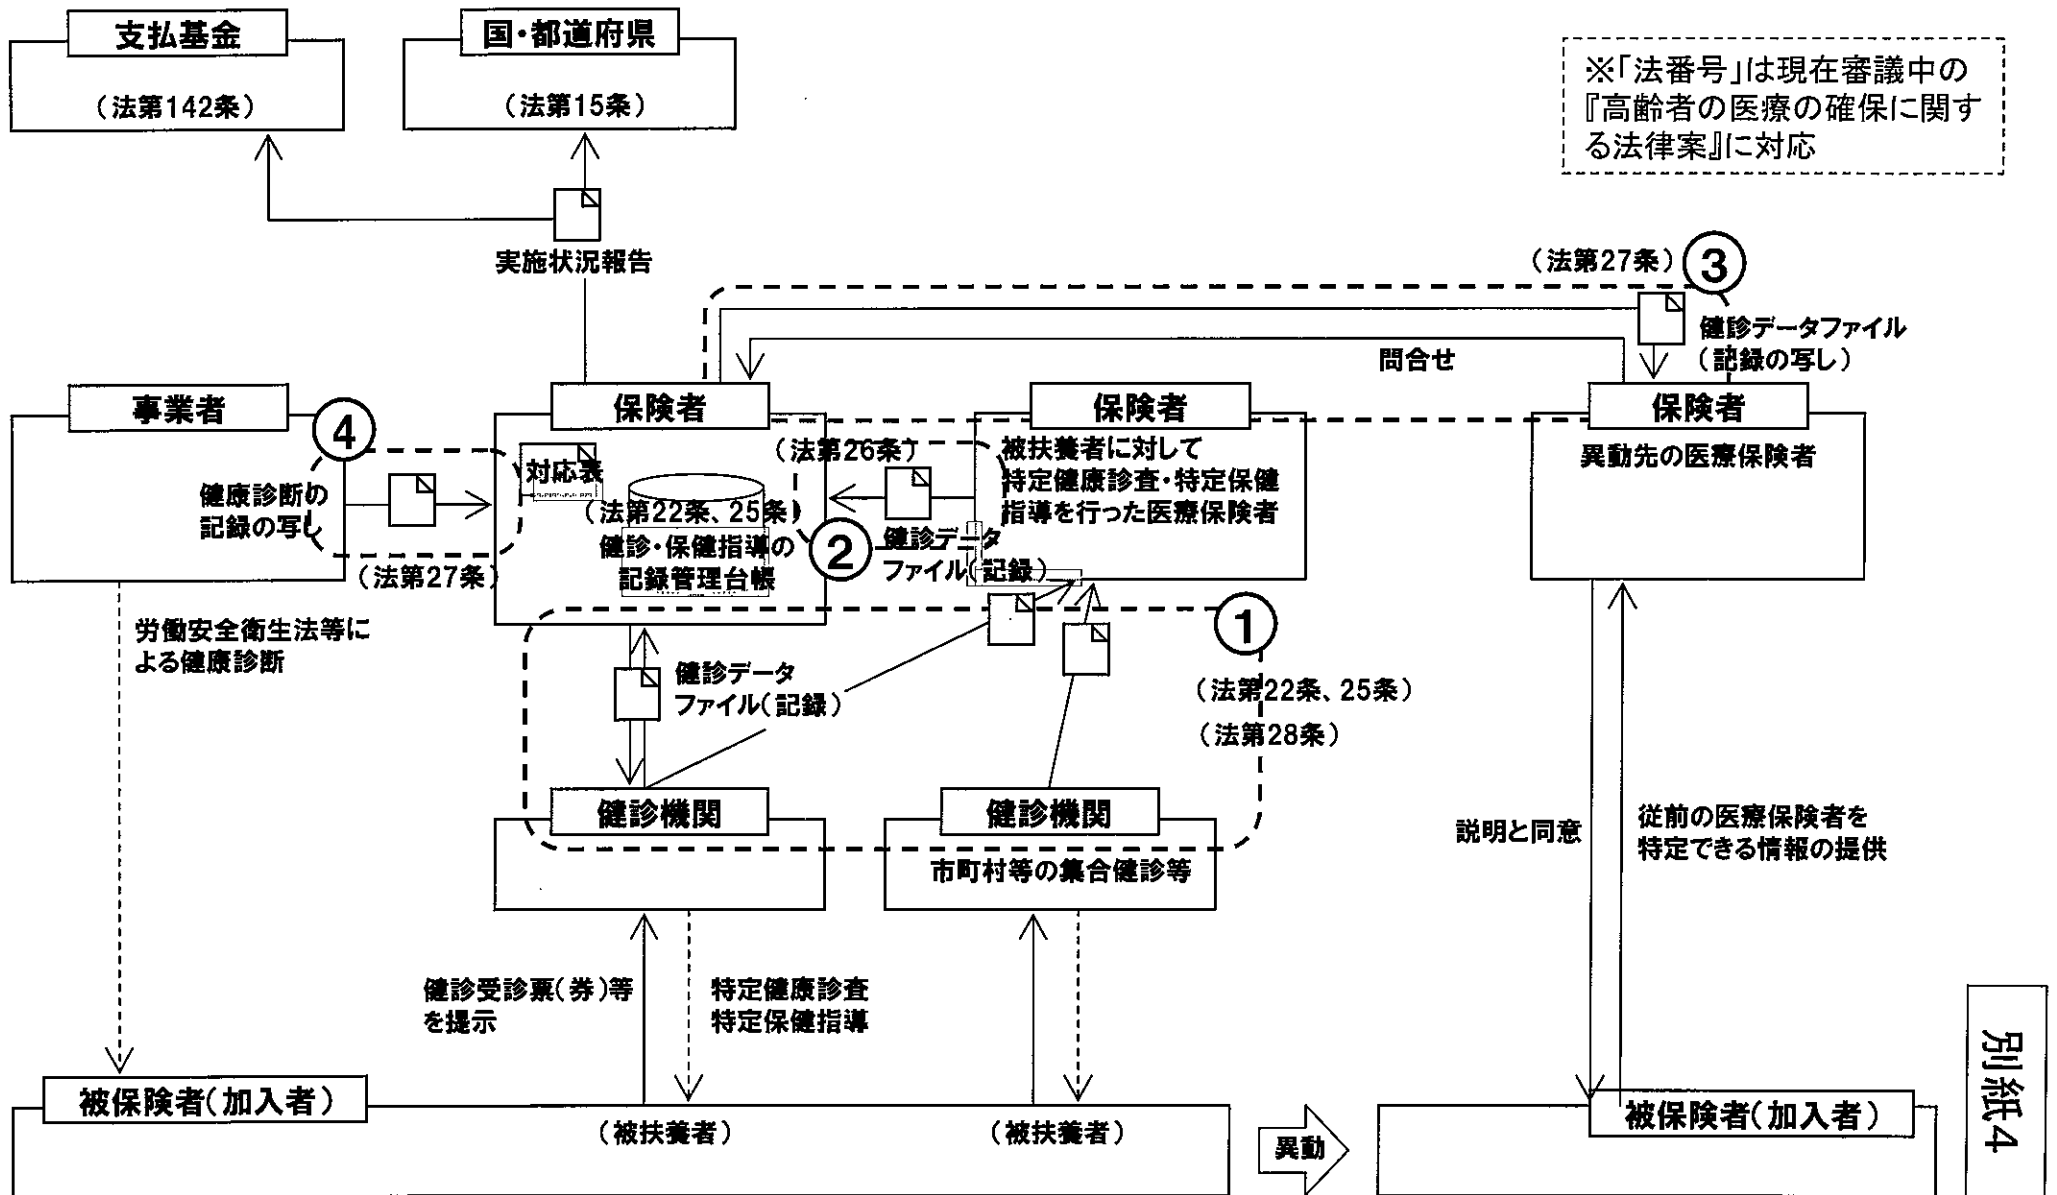 支払基金
(法第142条)
国・都道府県
(法第15条)
※「法番号」は現在審議中の
『高齢者の医療の確保に関す
る法律案』に対応
実施状況報告
(法第27条)
③
健診データファイル
(記録の写し)
問合せ
事業者
④
健康診断の
記録の写し
(法第27条)
保険者
対応表
(法第22条、25条)
健診・保健指導の
記録管理台帳
(法第26条)
②
健診データ
ファイル(記録)
保険者
被扶養者に対して
特定健康診査・特定保健
指導を行った医療保険者
保険者
異動先の医療保険者
労働安全衛生法等に
よる健康診断
健診データ
ファイル(記録)
①
(法第22条、25条)
(法第28条)
健診機関
健診機関
市町村等の集合健診等
説明と同意
従前の医療保険者を
特定できる情報の提供
健診受診票(券)等
を提示
特定健康診査
特定保健指導
被保険者(加入者)
(被扶養者)
(被扶養者)
異動
被保険者(加入者)
別紙4